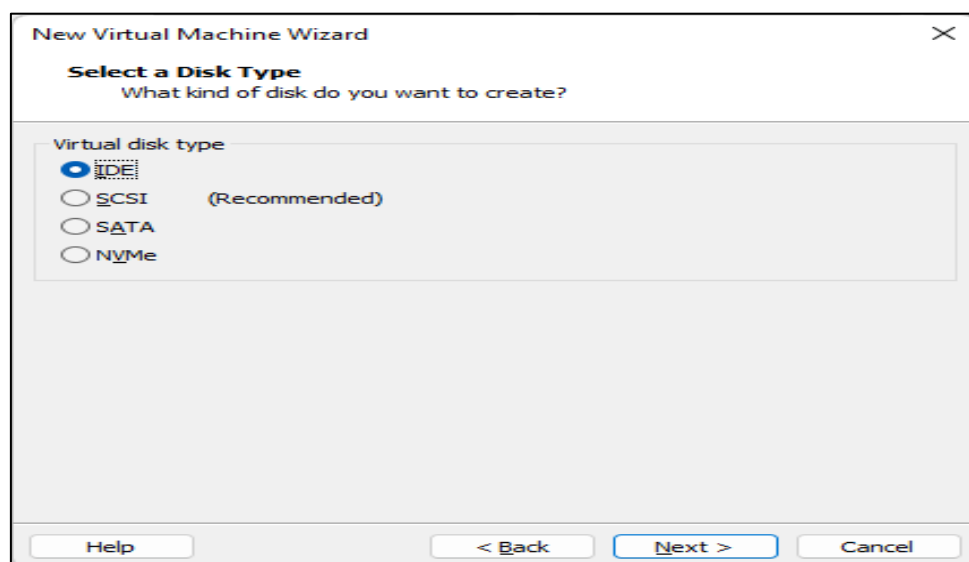 New Virtual Machine Wizard
Select a Disk Type
What kind of disk do you want to create?
Virtual disk type
IDE
SCSI (Recommended)
SATA
NVMe
Help < Back Next > Cancel